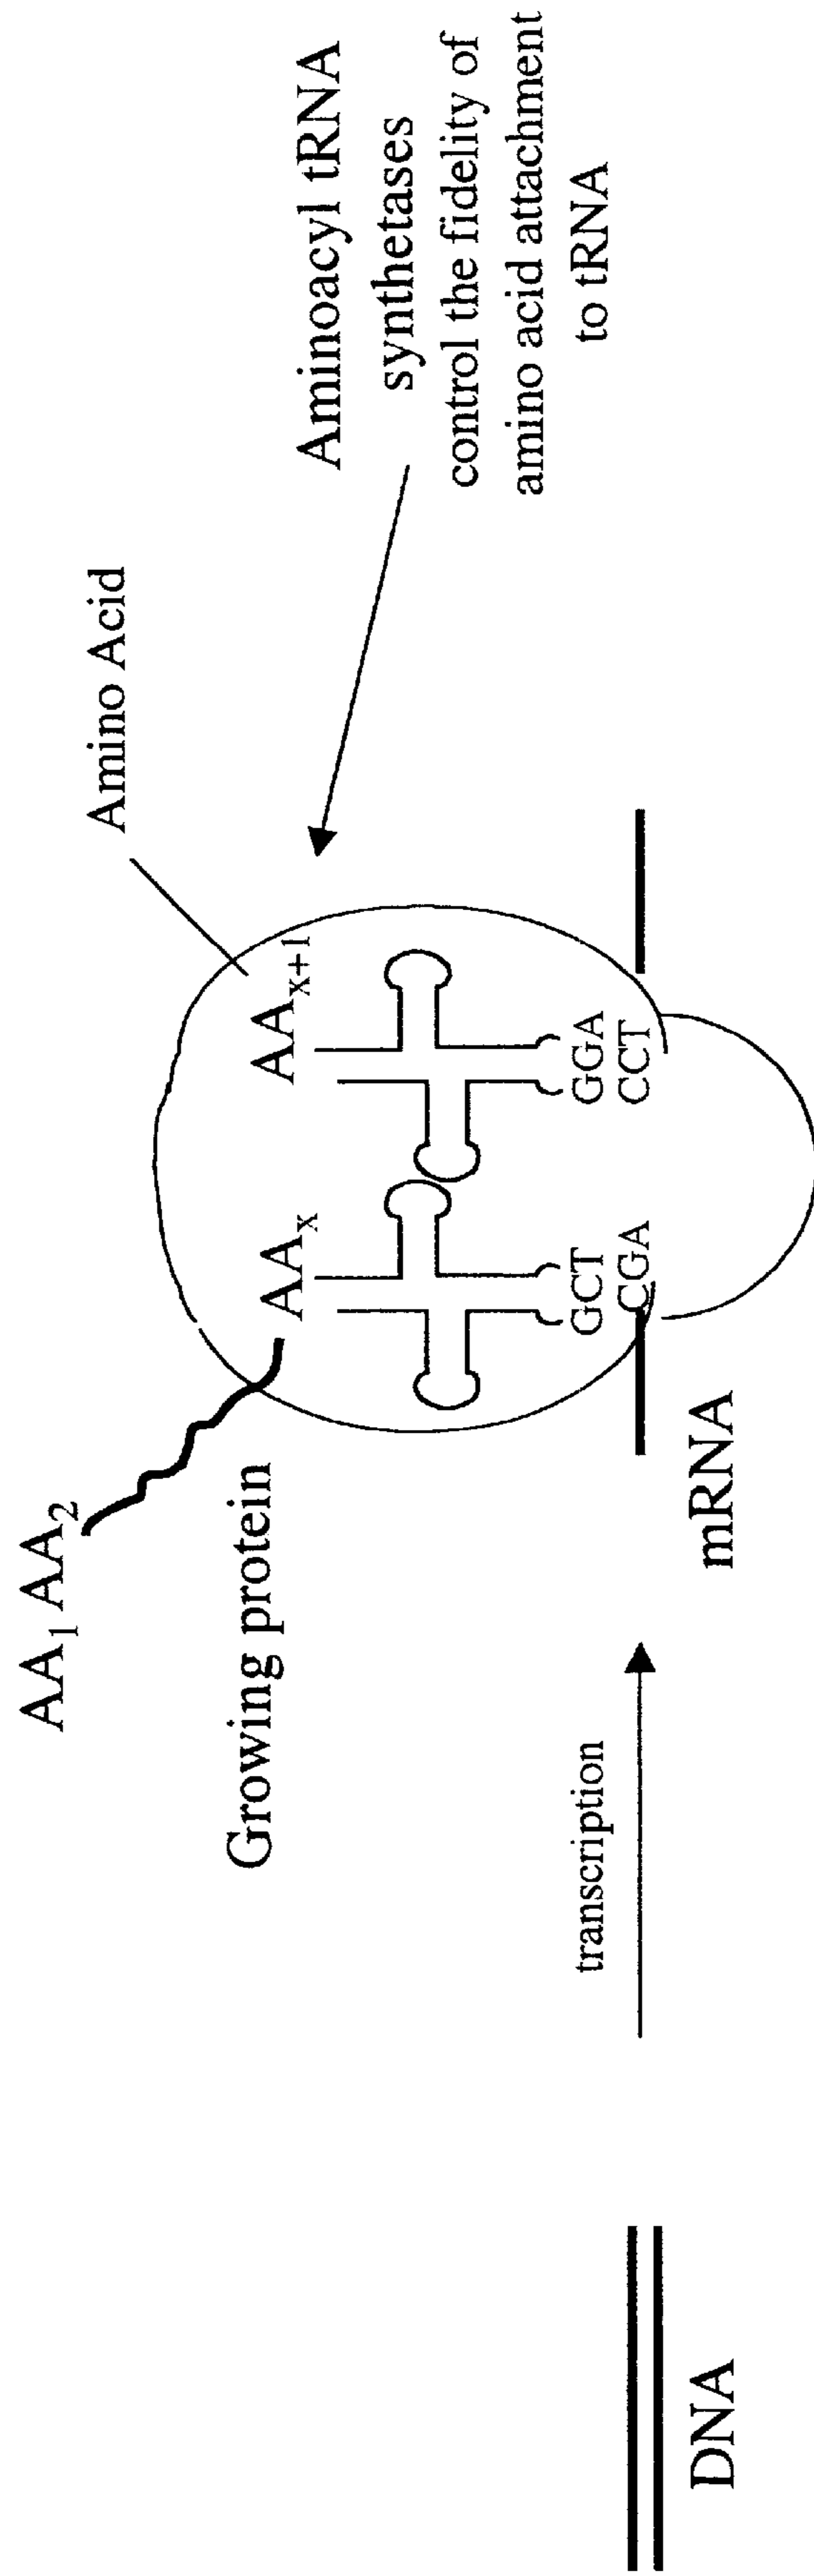 AA1 AA2
Growing protein
Amino Acid
Aminoacyl tRNA
synthetases
control the fidelity of
amino acid attachment
to tRNA
AAx
AAx+1
GCT
CGA
GGA
CCT
transcription
DNA
mRNA